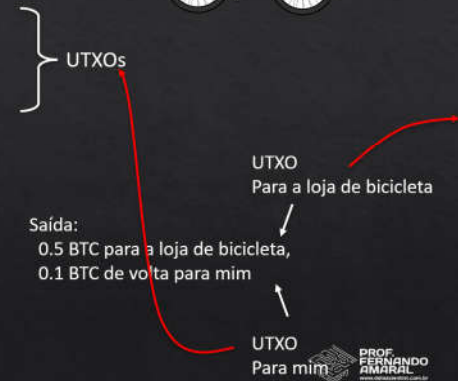 UTXOs
UTXO
Para a loja de bicicleta
Saída:
0.5 BTC para a loja de bicicleta,
0.1 BTC de volta para mim
UTXO
Para mim
PROF.
FERNANDO
AMARAL